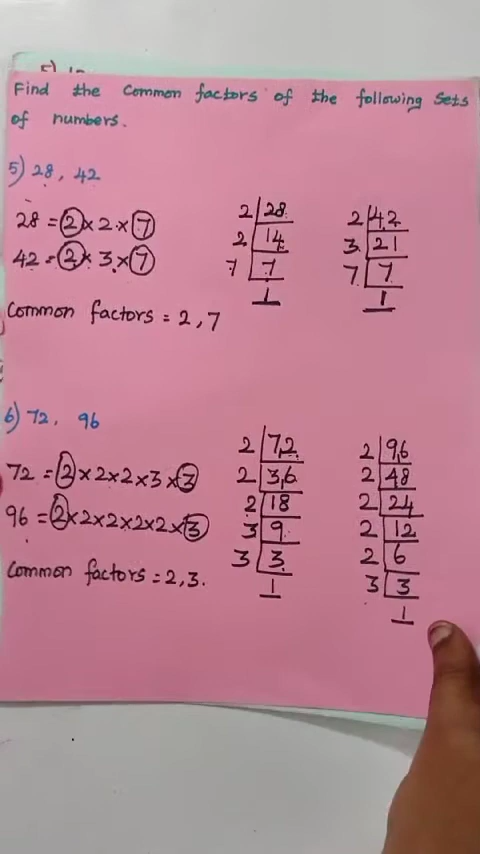 Find the Common factors of the following Sets
of numbers.
5) 28, 42
28 = 2 × 2 × 7
42 = 2 × 3 × 7
2 28
2 14
7 7
1
2 42
3 21
7 7
1
Common factors = 2, 7
6) 72, 96
72 = 2 × 2 × 2 × 3 × 3
96 = 2 × 2 × 2 × 2 × 2 × 3
2 72
2 36
2 18
3 9
3 3
1
2 96
2 48
2 24
2 12
2 6
3 3
1
Common factors = 2, 3.